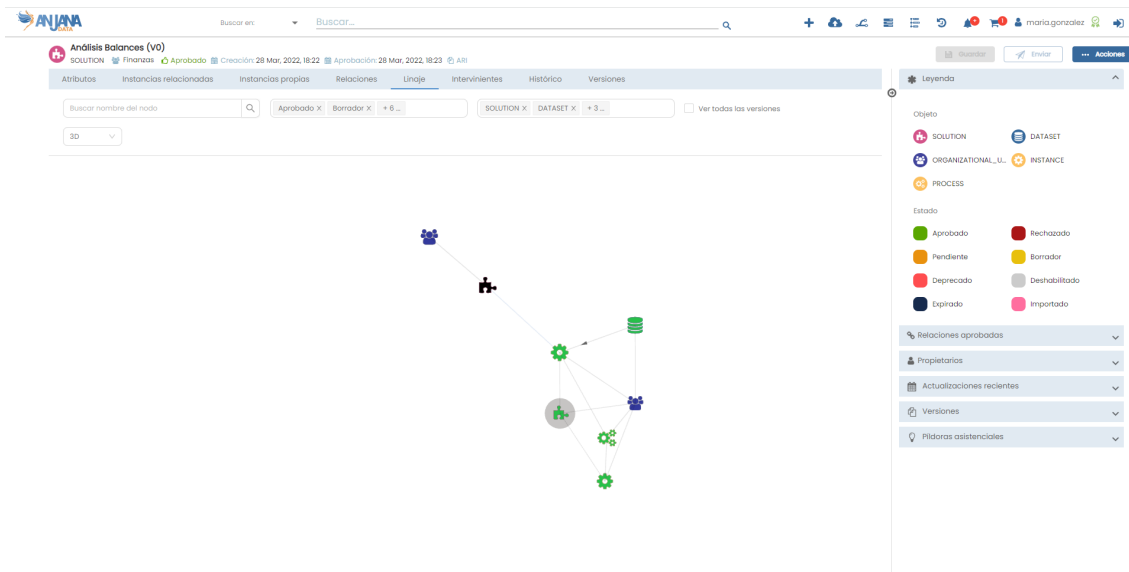 ANJANA
DATA
Buscar en:
Buscar...
maria.gonzalez
Análisis Balances (V0)
SOLUTION Finanzas Aprobado Creación: 28 Mar, 2022, 18:22 Aprobación: 28 Mar, 2022, 18:23 ARI
Guardar Enviar Acciones
Atributos Instancias relacionadas Instancias propias Relaciones Linaje Intervinientes Histórico Versiones
Buscar nombre del nodo
Aprobado X Borrador X + 6 ...
SOLUTION X DATASET X + 3 ...
Ver todas las versiones
3D
Leyenda
Objeto
SOLUTION DATASET
ORGANIZATIONAL_U... INSTANCE
PROCESS
Estado
Aprobado Rechazado
Pendiente Borrador
Deprecado Deshabilitado
Expirado Importado
Relaciones aprobadas
Propietarios
Actualizaciones recientes
Versiones
Píldoras asistenciales